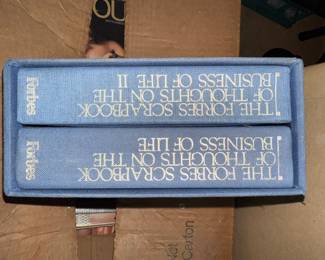 THE FORBES SCRAPBOOK
OF THOUGHTS ON THE
BUSINESS OF LIFE
Forbes
THE FORBES SCRAPBOOK
OF THOUGHTS ON THE
BUSINESS OF LIFE II
Forbes
Carton